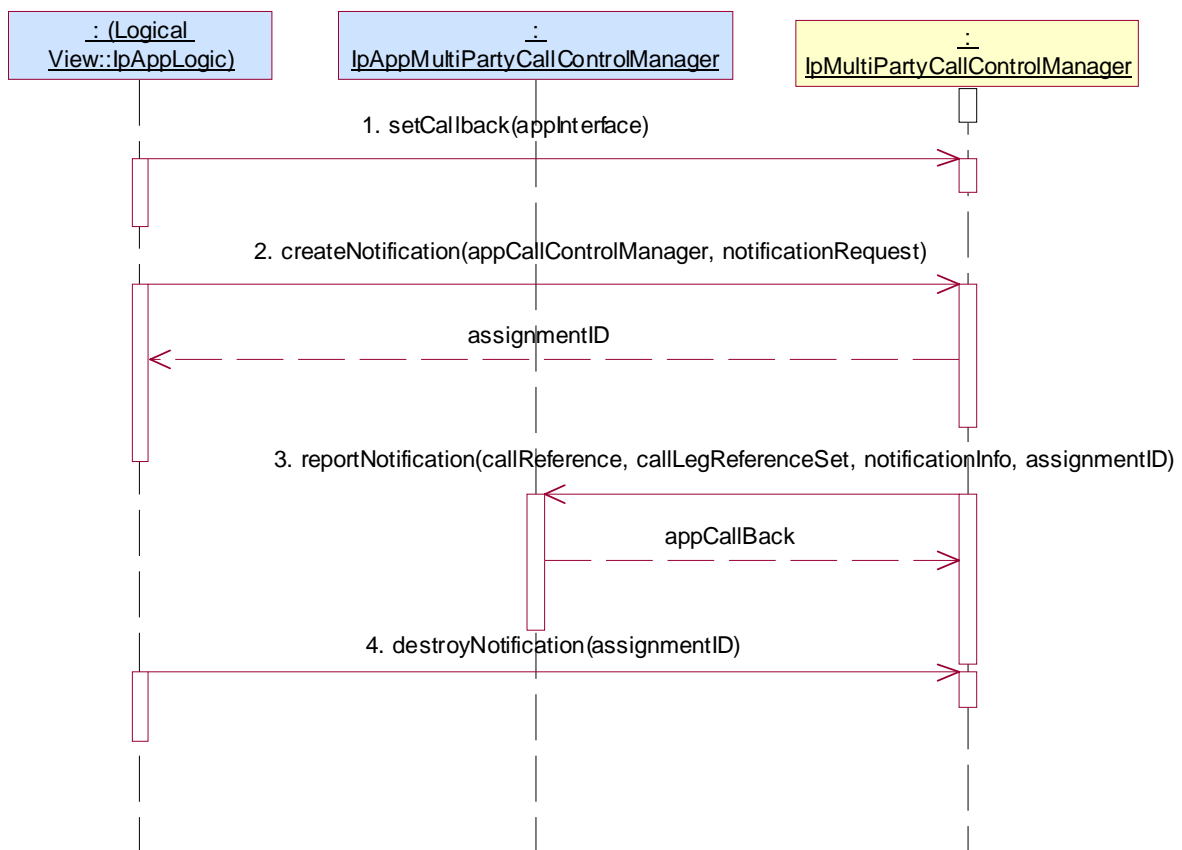 : (Logical
View::IpAppLogic)
:
IpAppMultiPartyCallControlManager
:
IpMultiPartyCallControlManager
1. setCallback(appInterface)
2. createNotification(appCallControlManager, notificationRequest)
assignmentID
3. reportNotification(callReference, callLegReferenceSet, notificationInfo, assignmentID)
appCallBack
4. destroyNotification(assignmentID)